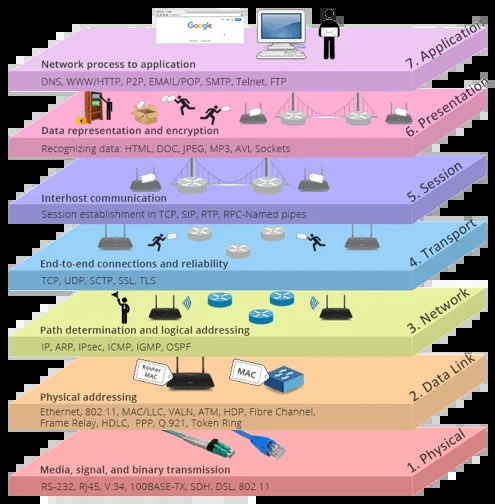 Google
7. Application
Network process to application
DNS, WWW/HTTP, P2P, EMAIL/POP, SMTP, Telnet, FTP
6. Presentation
Data representation and encryption
Recognizing data: HTML, DOC, JPEG, MP3, AVI, Sockets
5. Session
Interhost communication
Session establishment in TCP, SIP, RTP, RPC-Named pipes
4. Transport
End-to-end connections and reliability
TCP, UDP, SCTP, SSL, TLS
3. Network
Path determination and logical addressing
IP, ARP, IPsec, ICMP, IGMP, OSPF
Router
MAC
MAC
2. Data Link
Physical addressing
Ethernet, 802.11, MAC/LLC, VALN, ATM, HDP, Fibre Channel,
Frame Relay, HDLC, PPP, Q.921, Token Ring
1. Physical
Media, signal, and binary transmission
RS-232, RJ45, V.34, 100BASE-TX, SDH, DSL, 802.11